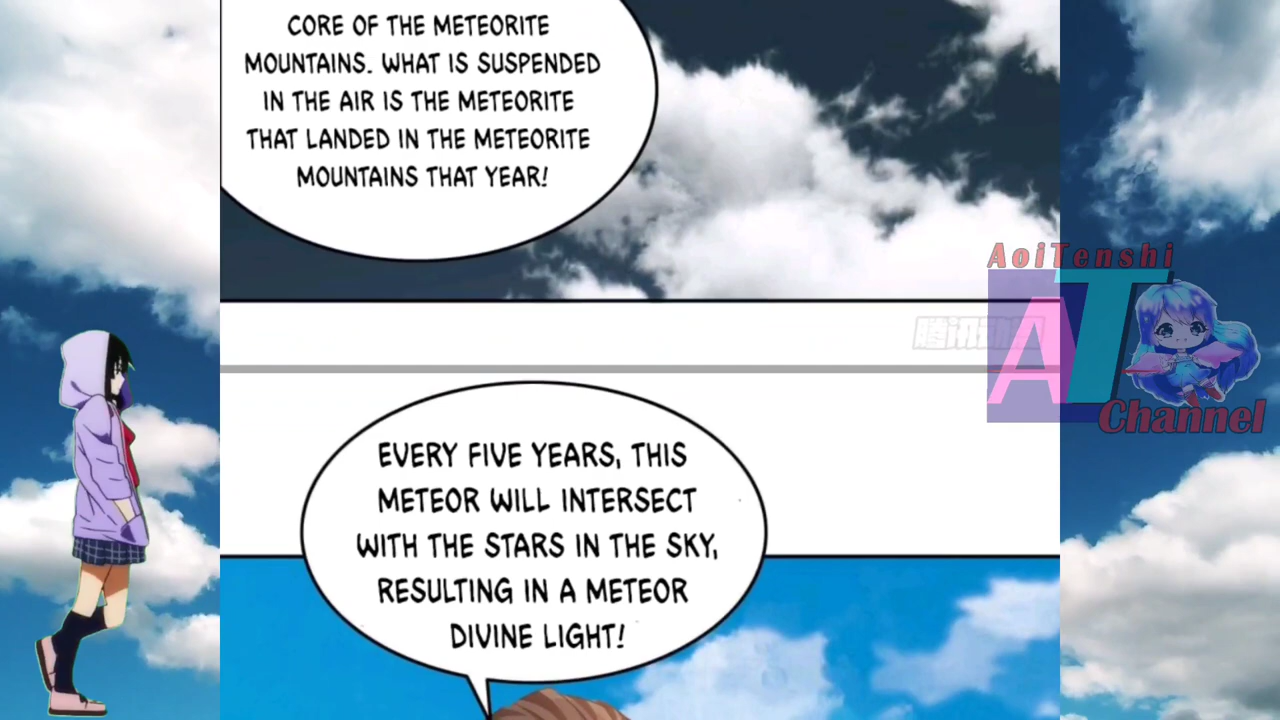 CORE OF THE METEORITE
MOUNTAINS. WHAT IS SUSPENDED
IN THE AIR IS THE METEORITE
THAT LANDED IN THE METEORITE
MOUNTAINS THAT YEAR!
AoiTenshi
AT
Channel
EVERY FIVE YEARS, THIS
METEOR WILL INTERSECT
WITH THE STARS IN THE SKY,
RESULTING IN A METEOR
DIVINE LIGHT!